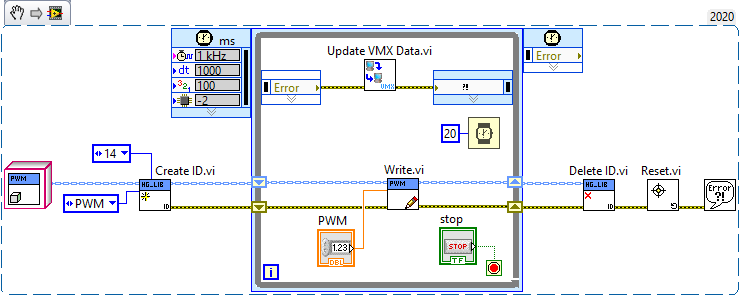 2020
ms
1 kHz
dt 1000
321 100
-2
Error
Update VMX Data.vi
VMX
Error
?!
20
14
Create ID.vi
PWM
HG_LIB
ID
PWM
Write.vi
PWM
Delete ID.vi
HG_LIB
ID
Reset.vi
Error
?!
PWM
1.23
DBL
stop
STOP
TF
i